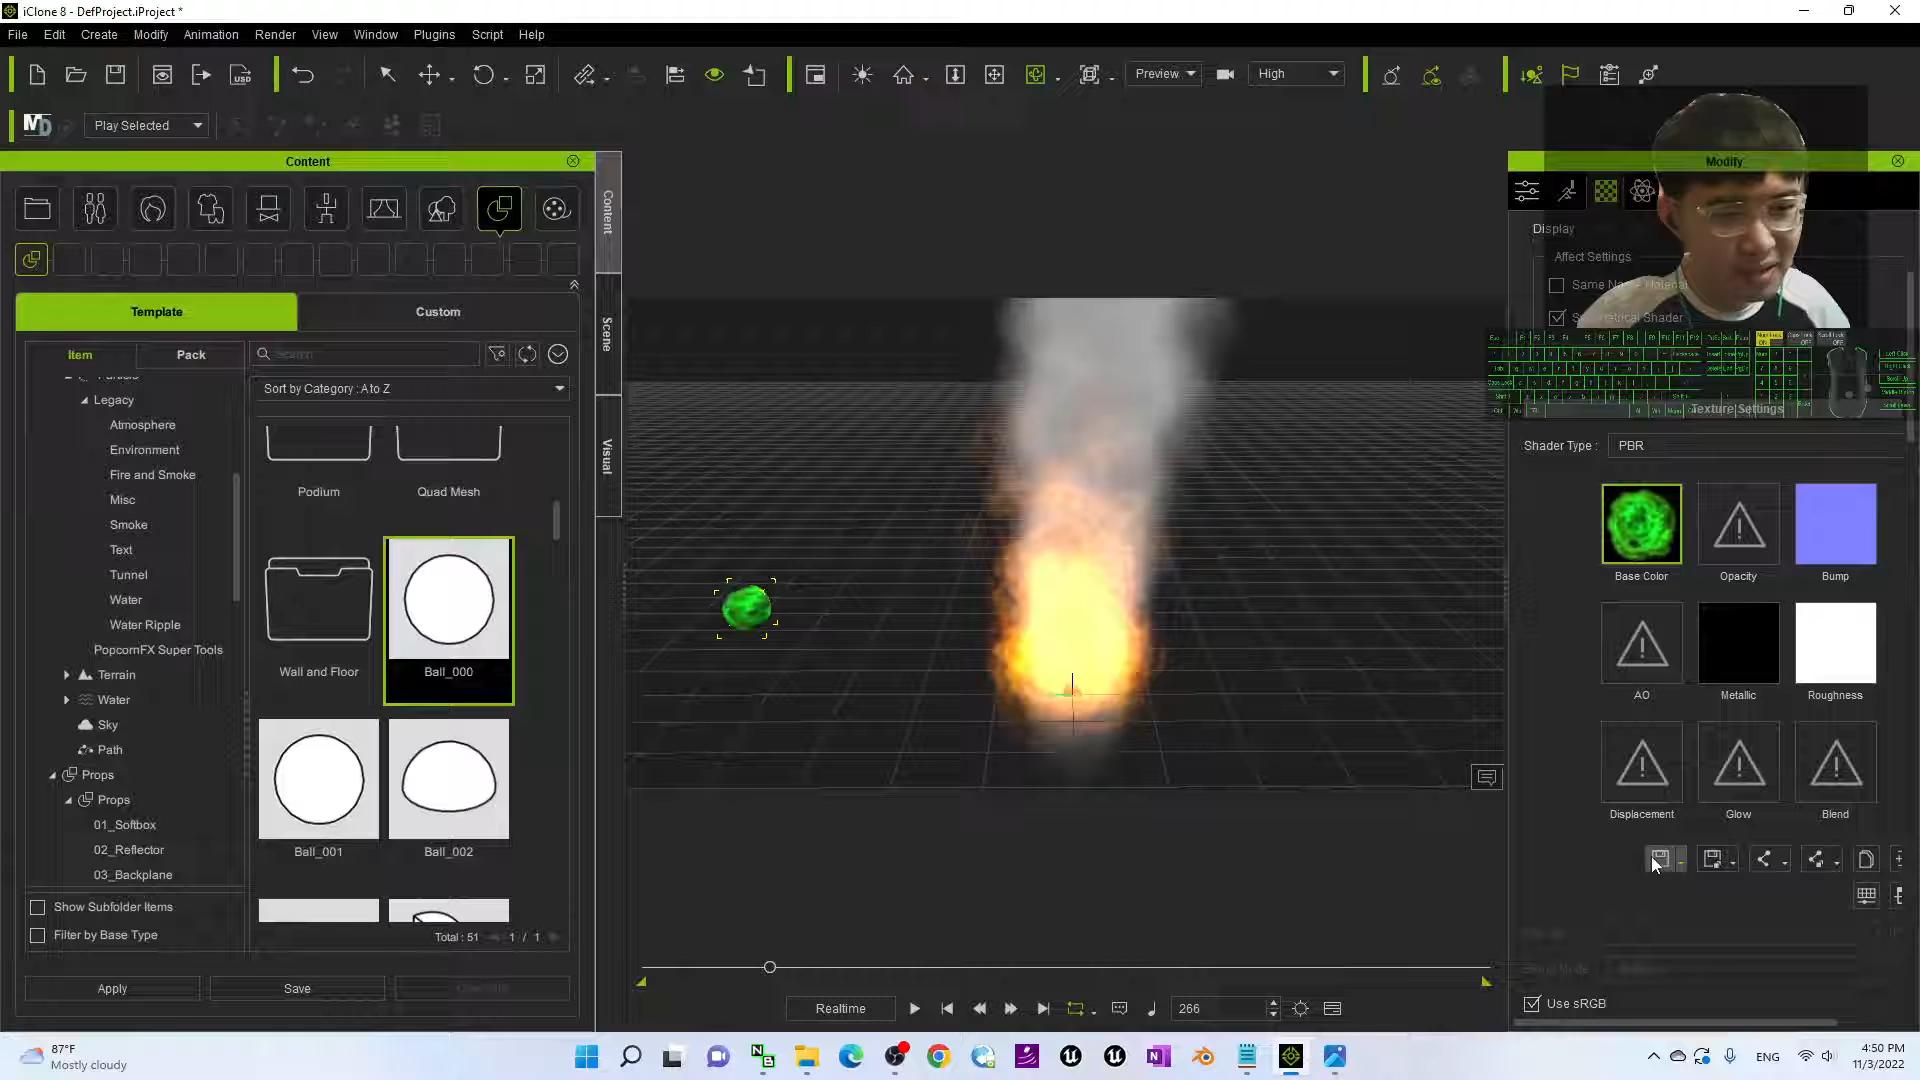 iClone 8 - DefProject.iProject *
File Edit Create Modify Animation Render View Window Plugins Script Help
Preview High
Play Selected
Content
Modify
Content
Scene
Visual
Template Custom
Item Pack Search
Sort by Category : A to Z
Particle
Legacy
Atmosphere
Environment
Fire and Smoke
Misc
Smoke
Text
Tunnel
Water
Water Ripple
PopcornFX Super Tools
Terrain
Water
Sky
Path
Props
Props
01_Softbox
02_Reflector
03_Backplane
Podium Quad Mesh
Wall and Floor Ball_000
Ball_001 Ball_002
Show Subfolder Items
Filter by Base Type
Total : 51 1 / 1
Apply Save
Realtime 266
Display
Affect Settings
Texture Settings
Shader Type : PBR
Base Color Opacity Bump
AO Metallic Roughness
Displacement Glow Blend
Use sRGB
87°F
Mostly cloudy
ENG
4:50 PM
11/3/2022